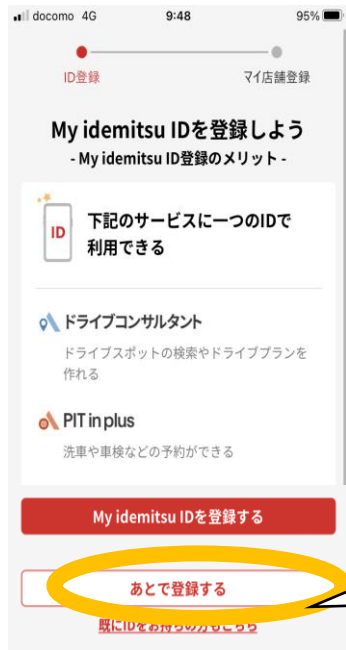 docomo 4G 9:48 95%
ID登録 マイ店舗登録
My idemitsu IDを登録しよう
- My idemitsu ID登録のメリット -
ID
下記のサービスに一つのIDで
利用できる
ドライブコンサルタント
ドライブスポットの検索やドライブプランを
作れる
PIT in plus
洗車や車検などの予約ができる
My idemitsu IDを登録する
あとで登録する
既にIDをお持ちの方もこちら